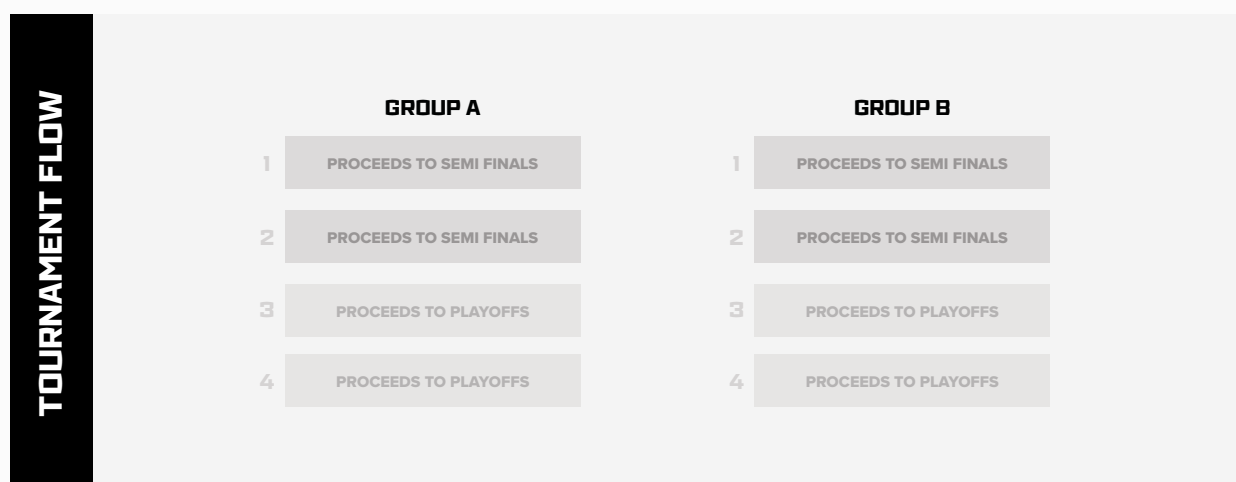 TOURNAMENT FLOW
GROUP A
1 PROCEEDS TO SEMI FINALS
2 PROCEEDS TO SEMI FINALS
3 PROCEEDS TO PLAYOFFS
4 PROCEEDS TO PLAYOFFS
GROUP B
1 PROCEEDS TO SEMI FINALS
2 PROCEEDS TO SEMI FINALS
3 PROCEEDS TO PLAYOFFS
4 PROCEEDS TO PLAYOFFS